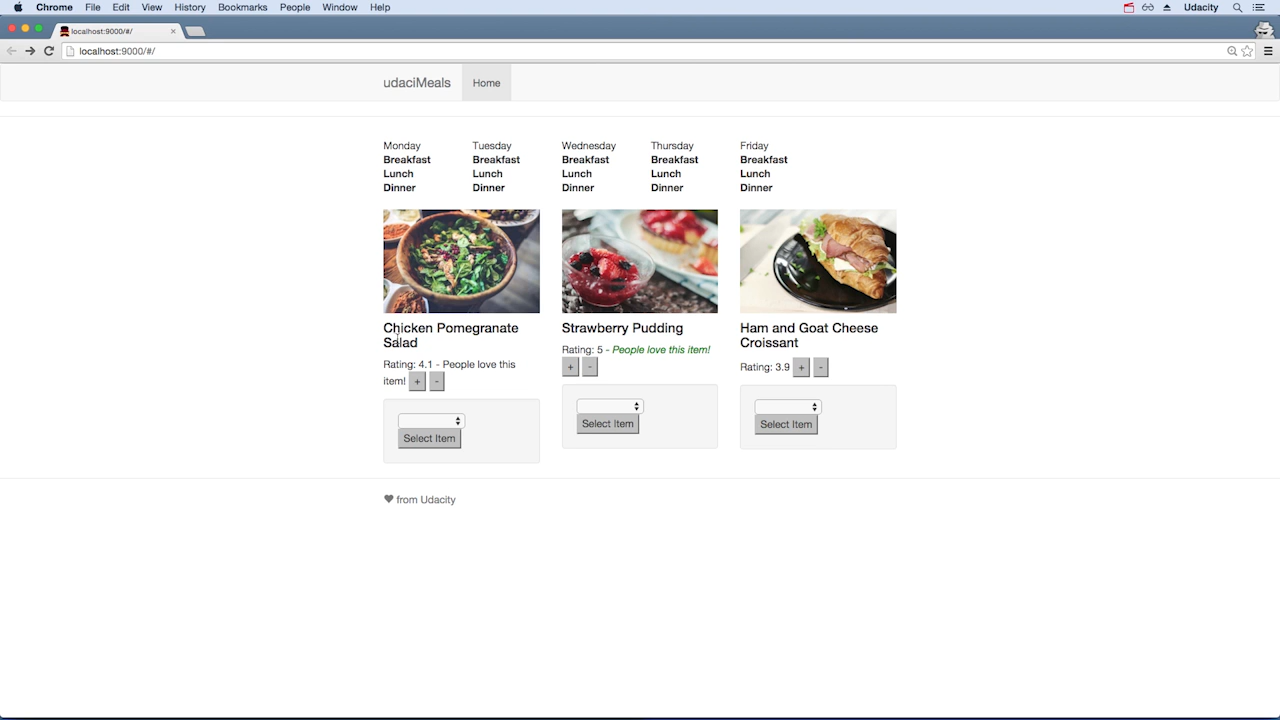 Chrome File Edit View History Bookmarks People Window Help Udacity
localhost:9000/#/
localhost:9000/#/
udaciMeals Home
Monday Tuesday Wednesday Thursday Friday
Breakfast Breakfast Breakfast Breakfast Breakfast
Lunch Lunch Lunch Lunch Lunch
Dinner Dinner Dinner Dinner Dinner
Chicken Pomegranate
Salad
Rating: 4.1 - People love this
item! + -
Select Item
Strawberry Pudding
Rating: 5 - People love this item!
+ -
Select Item
Ham and Goat Cheese
Croissant
Rating: 3.9 + -
Select Item
from Udacity